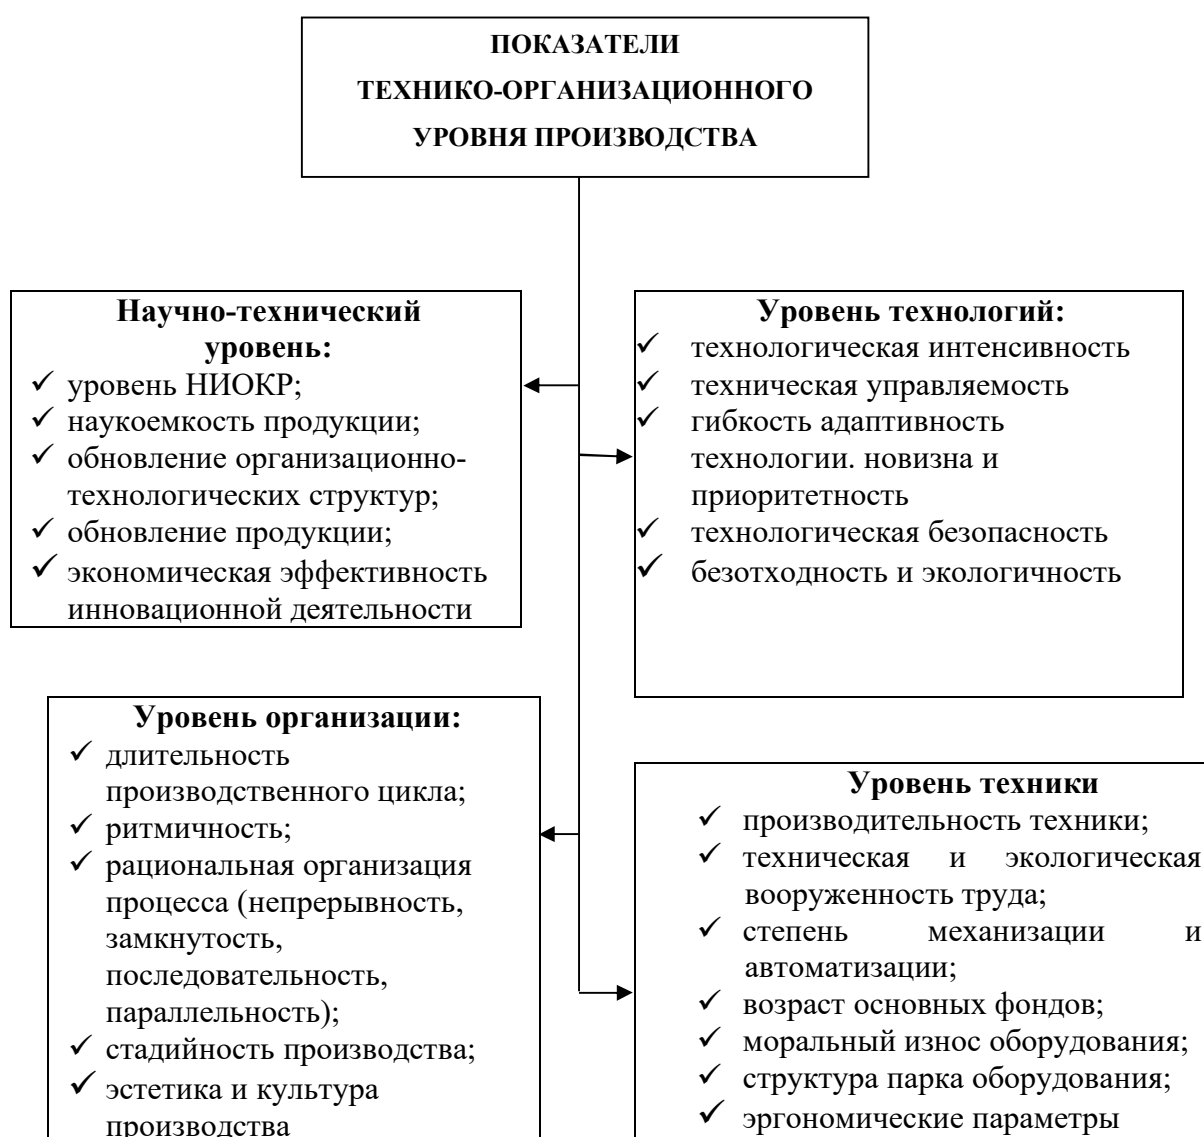 ПОКАЗАТЕЛИ
ТЕХНИКО-ОРГАНИЗАЦИОННОГО
УРОВНЯ ПРОИЗВОДСТВА
Научно-технический
уровень:
✓ уровень НИОКР;
✓ наукоемкость продукции;
✓ обновление организационно-
технологических структур;
✓ обновление продукции;
✓ экономическая эффективность
инновационной деятельности
Уровень технологий:
✓ технологическая интенсивность
✓ техническая управляемость
✓ гибкость адаптивность
технологии. новизна и
приоритетность
✓ технологическая безопасность
✓ безотходность и экологичность
Уровень организации:
✓ длительность
производственного цикла;
✓ ритмичность;
✓ рациональная организация
процесса (непрерывность,
замкнутость,
последовательность,
параллельность);
✓ стадийность производства;
✓ эстетика и культура
производства
Уровень техники
✓ производительность техники;
✓ техническая и экологическая
вооруженность труда;
✓ степень механизации и
автоматизации;
✓ возраст основных фондов;
✓ моральный износ оборудования;
✓ структура парка оборудования;
✓ эргономические параметры